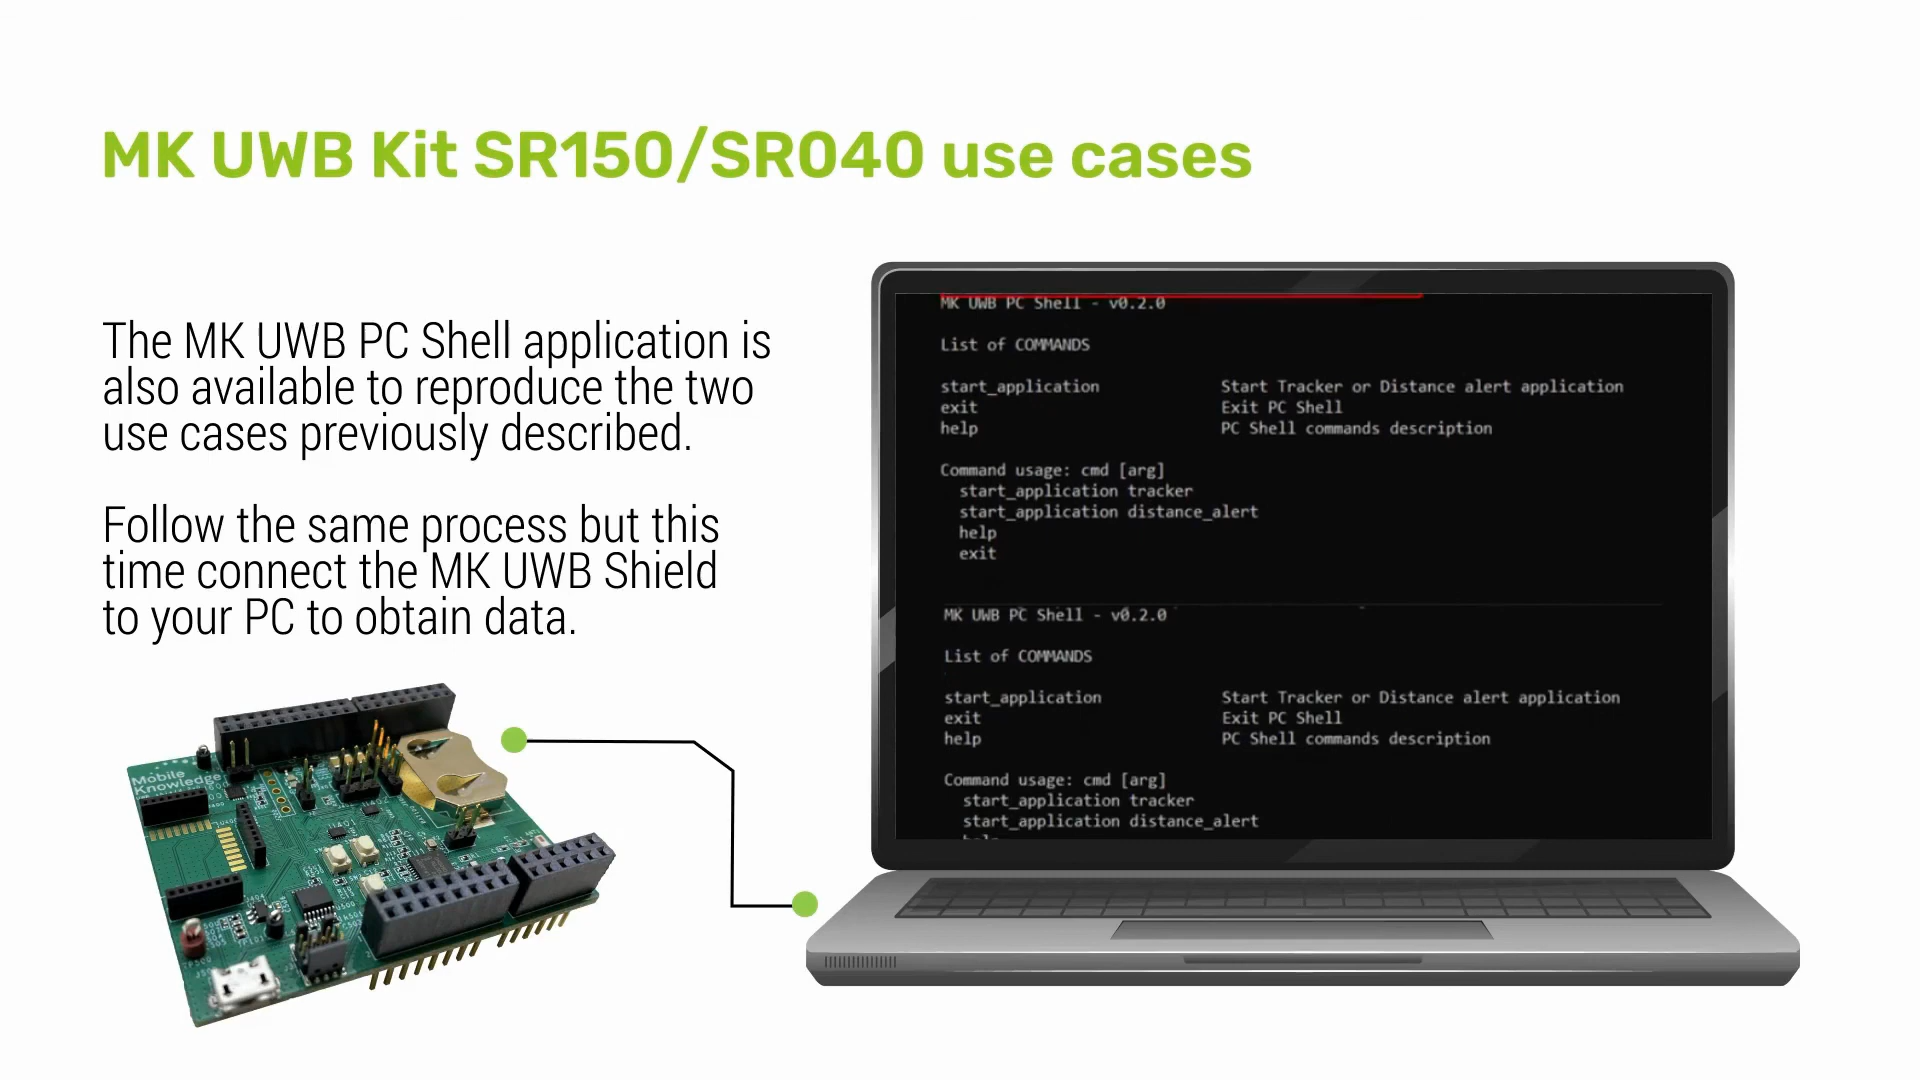 MK UWB Kit SR150/SR040 use cases
The MK UWB PC Shell application is
also available to reproduce the two
use cases previously described.
Follow the same process but this
time connect the MK UWB Shield
to your PC to obtain data.
MK UWB PC Shell - v0.2.0
List of COMMANDS
start_application Start Tracker or Distance alert application
exit Exit PC Shell
help PC Shell commands description
Command usage: cmd [arg]
start_application tracker
start_application distance_alert
help
exit
MK UWB PC Shell - v0.2.0
List of COMMANDS
start_application Start Tracker or Distance alert application
exit Exit PC Shell
help PC Shell commands description
Command usage: cmd [arg]
start_application tracker
start_application distance_alert
Mobile
Knowledge